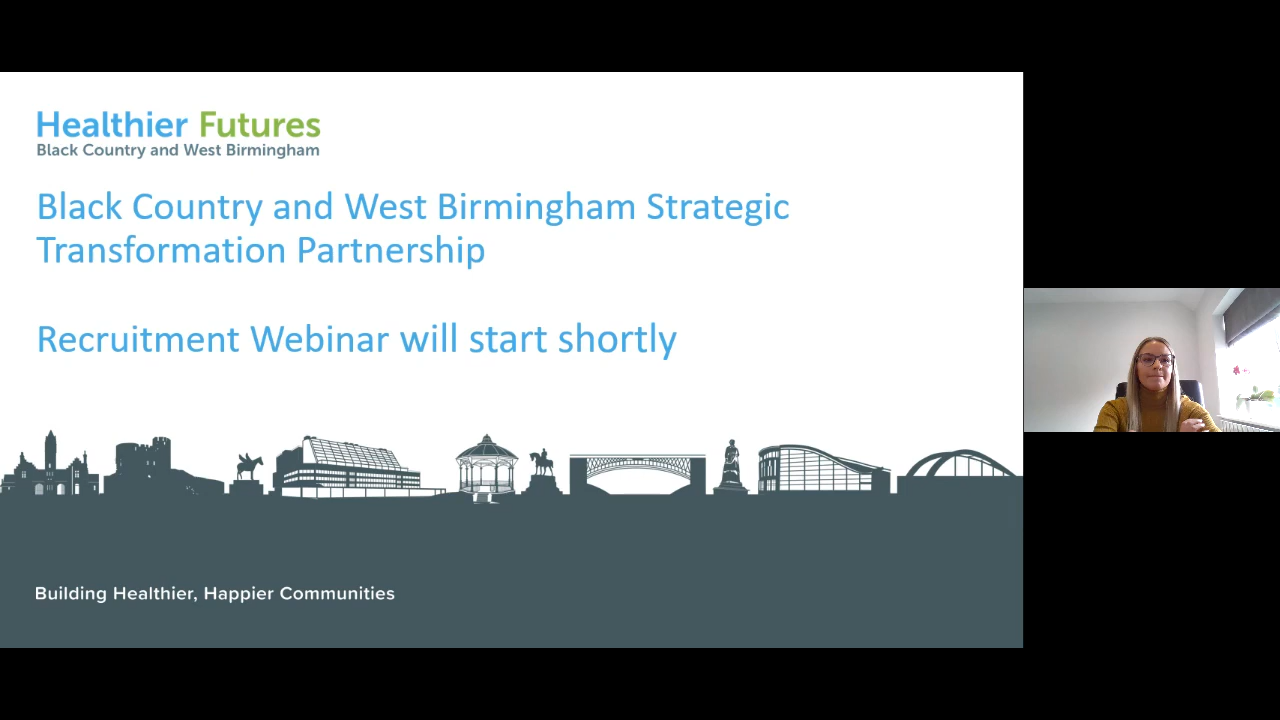 Healthier Futures
Black Country and West Birmingham
Black Country and West Birmingham Strategic
Transformation Partnership
Recruitment Webinar will start shortly
Building Healthier, Happier Communities